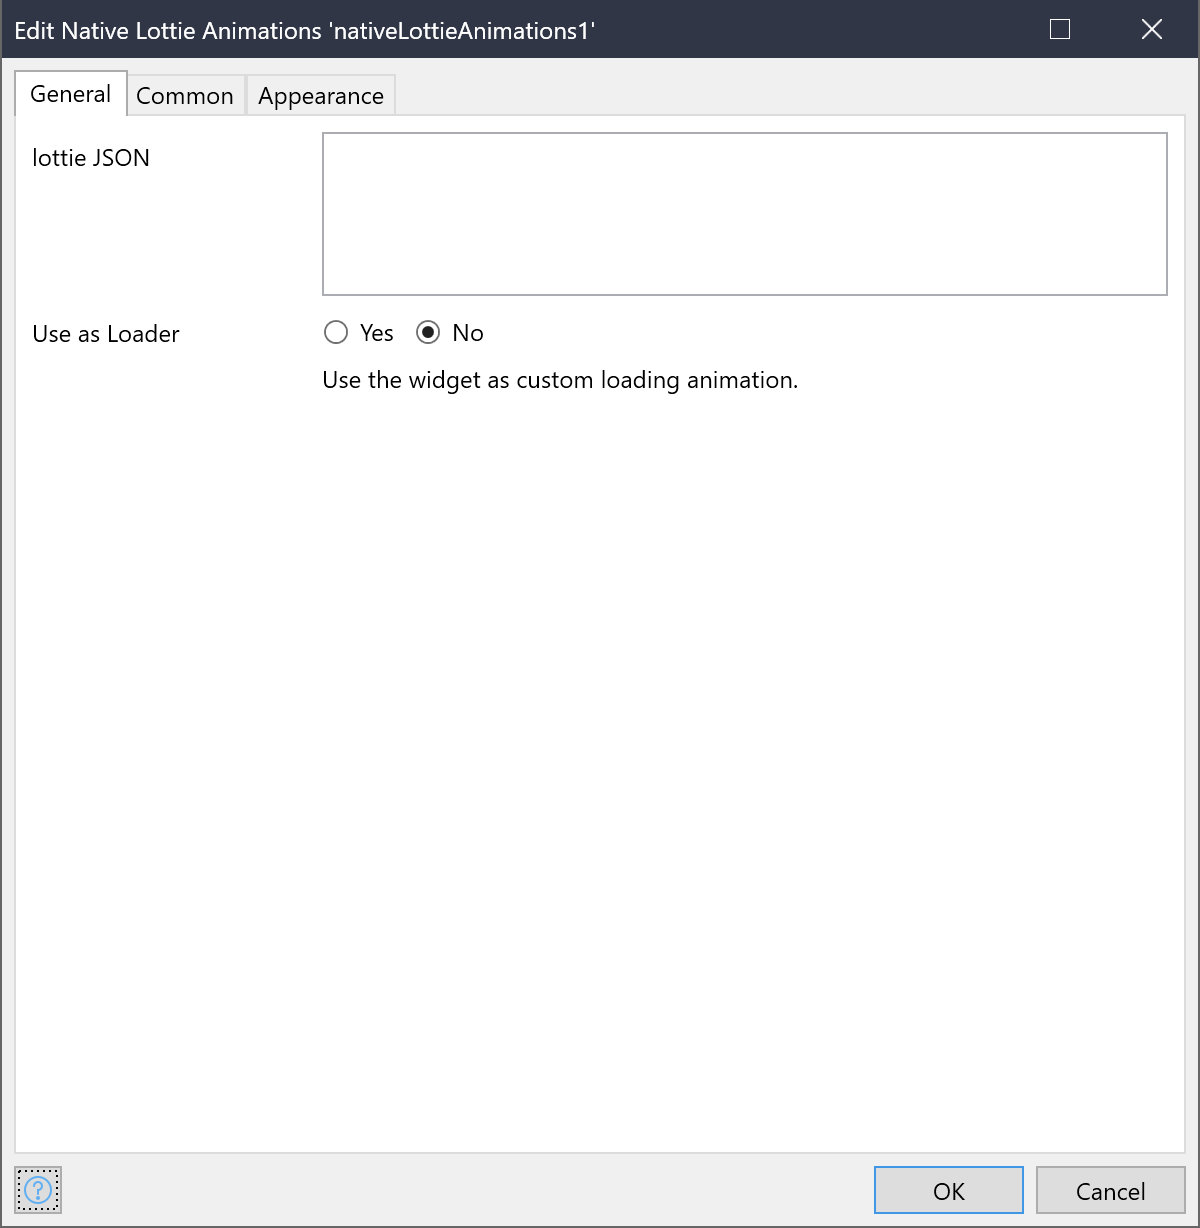 Edit Native Lottie Animations 'nativeLottieAnimations1'
General Common Appearance
lottie JSON
Use as Loader Yes No
Use the widget as custom loading animation.
? OK Cancel